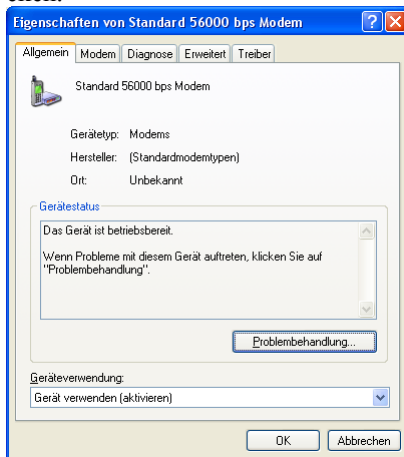 Eigenschaften von Standard 56000 bps Modem
Allgemein Modem Diagnose Erweitert Treiber
Standard 56000 bps Modem
Gerätetyp: Modems
Hersteller: (Standardmodemtypen)
Ort: Unbekannt
Gerätestatus
Das Gerät ist betriebsbereit.
Wenn Probleme mit diesem Gerät auftreten, klicken Sie auf
"Problembehandlung".
Problembehandlung...
Geräteverwendung:
Gerät verwenden (aktivieren)
OK Abbrechen